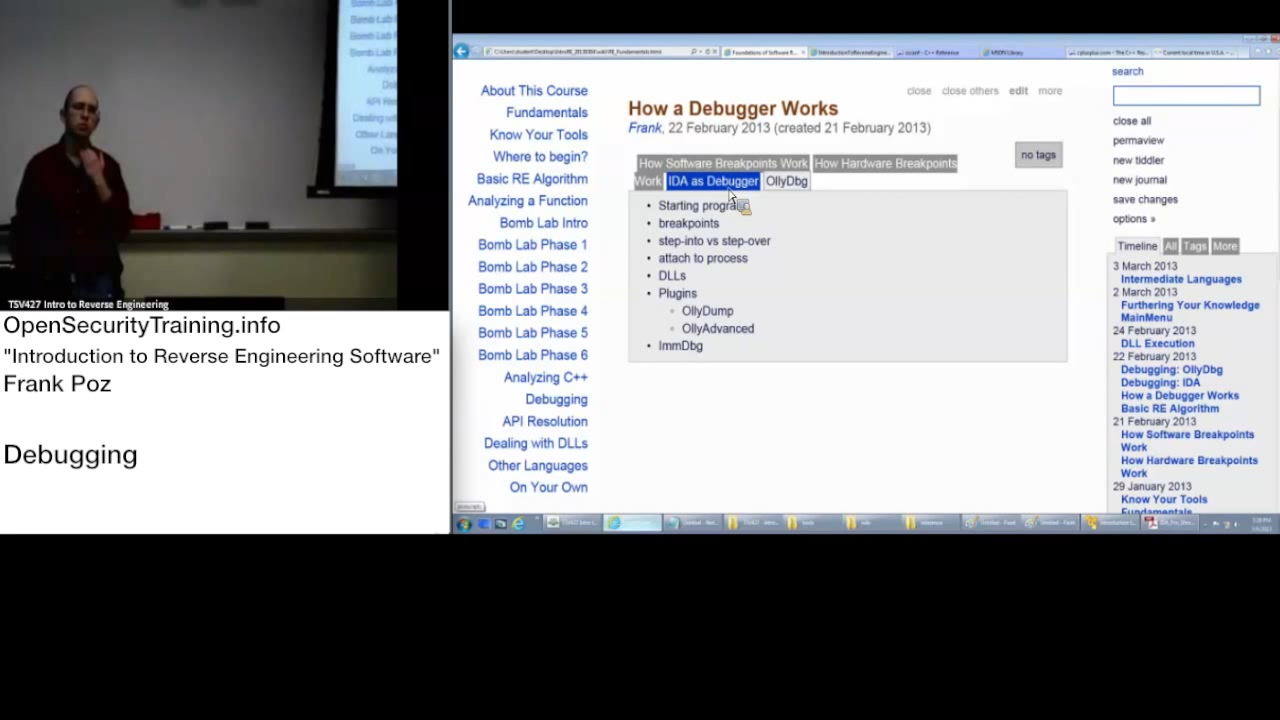 TSV427 Intro to Reverse Engineering
OpenSecurityTraining.info
"Introduction to Reverse Engineering Software"
Frank Poz
Debugging
About This Course
Fundamentals
Know Your Tools
Where to begin?
Basic RE Algorithm
Analyzing a Function
Bomb Lab Intro
Bomb Lab Phase 1
Bomb Lab Phase 2
Bomb Lab Phase 3
Bomb Lab Phase 4
Bomb Lab Phase 5
Bomb Lab Phase 6
Analyzing C++
Debugging
API Resolution
Dealing with DLLs
Other Languages
On Your Own
close close others edit more
How a Debugger Works
Frank, 22 February 2013 (created 21 February 2013)
no tags
How Software Breakpoints Work How Hardware Breakpoints
Work IDA as Debugger OllyDbg
Starting
breakpoints
step-into vs step-over
attach to process
DLLs
Plugins
OllyDump
OllyAdvanced
ImmDbg
search
close all
permaview
new tiddler
new journal
save changes
options »
Timeline All Tags More
3 March 2013
Intermediate Languages
2 March 2013
Furthering Your Knowledge
MainMenu
24 February 2013
DLL Execution
22 February 2013
Debugging: OllyDbg
Debugging: IDA
How a Debugger Works
Basic RE Algorithm
21 February 2013
How Software Breakpoints
Work
How Hardware Breakpoints
Work
29 January 2013
Know Your Tools
Fundamentals